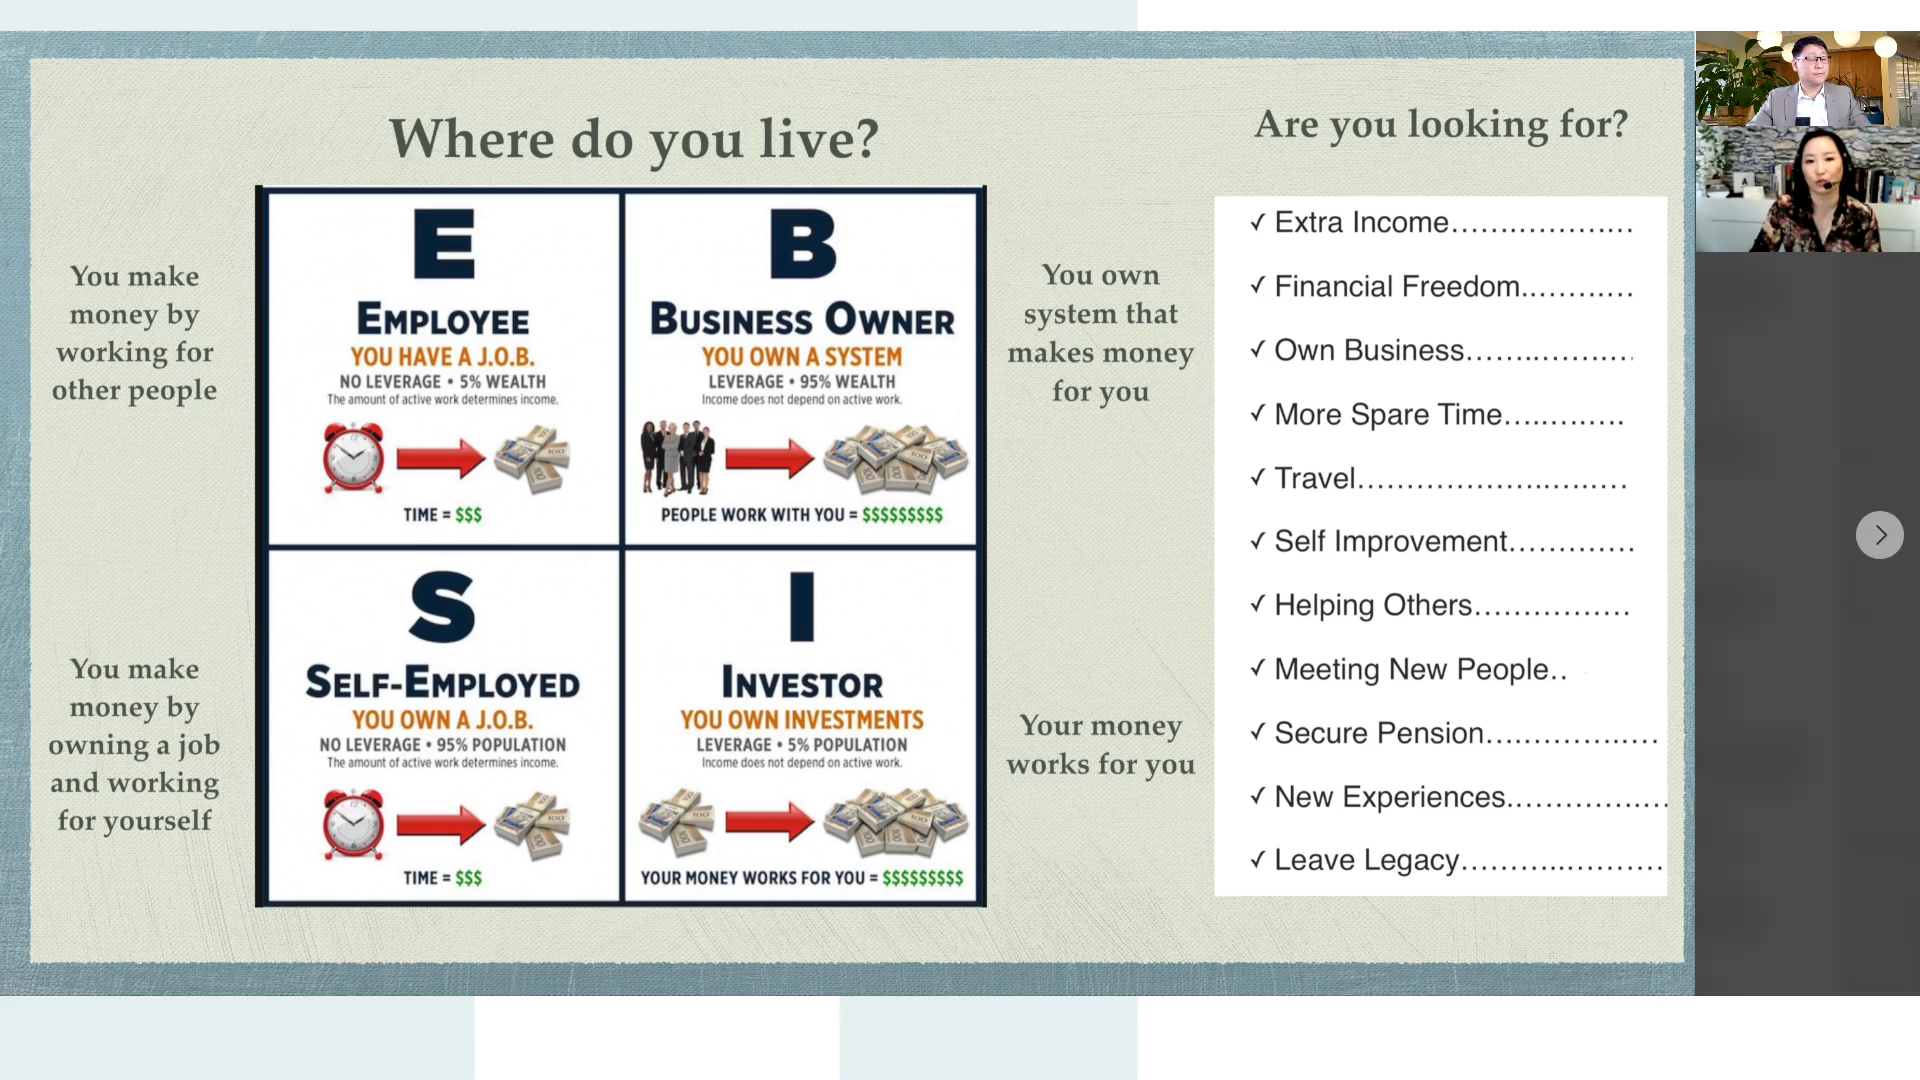 Where do you live?
Are you looking for?
You make
money by
working for
other people
E
EMPLOYEE
YOU HAVE A J.O.B.
NO LEVERAGE • 5% WEALTH
The amount of active work determines income.
TIME = $$$
B
BUSINESS OWNER
YOU OWN A SYSTEM
LEVERAGE • 95% WEALTH
Income does not depend on active work.
PEOPLE WORK WITH YOU = $$$$$$$$$
You own
system that
makes money
for you
You make
money by
owning a job
and working
for yourself
S
SELF-EMPLOYED
YOU OWN A J.O.B.
NO LEVERAGE • 95% POPULATION
The amount of active work determines income.
TIME = $$$
I
INVESTOR
YOU OWN INVESTMENTS
LEVERAGE • 5% POPULATION
Income does not depend on active work.
YOUR MONEY WORKS FOR YOU = $$$$$$$$$
Your money
works for you
✓ Extra Income.......................
✓ Financial Freedom..............
✓ Own Business.....................
✓ More Spare Time...............
✓ Travel.................................
✓ Self Improvement...............
✓ Helping Others..................
✓ Meeting New People..
✓ Secure Pension.....................
✓ New Experiences...................
✓ Leave Legacy.........................